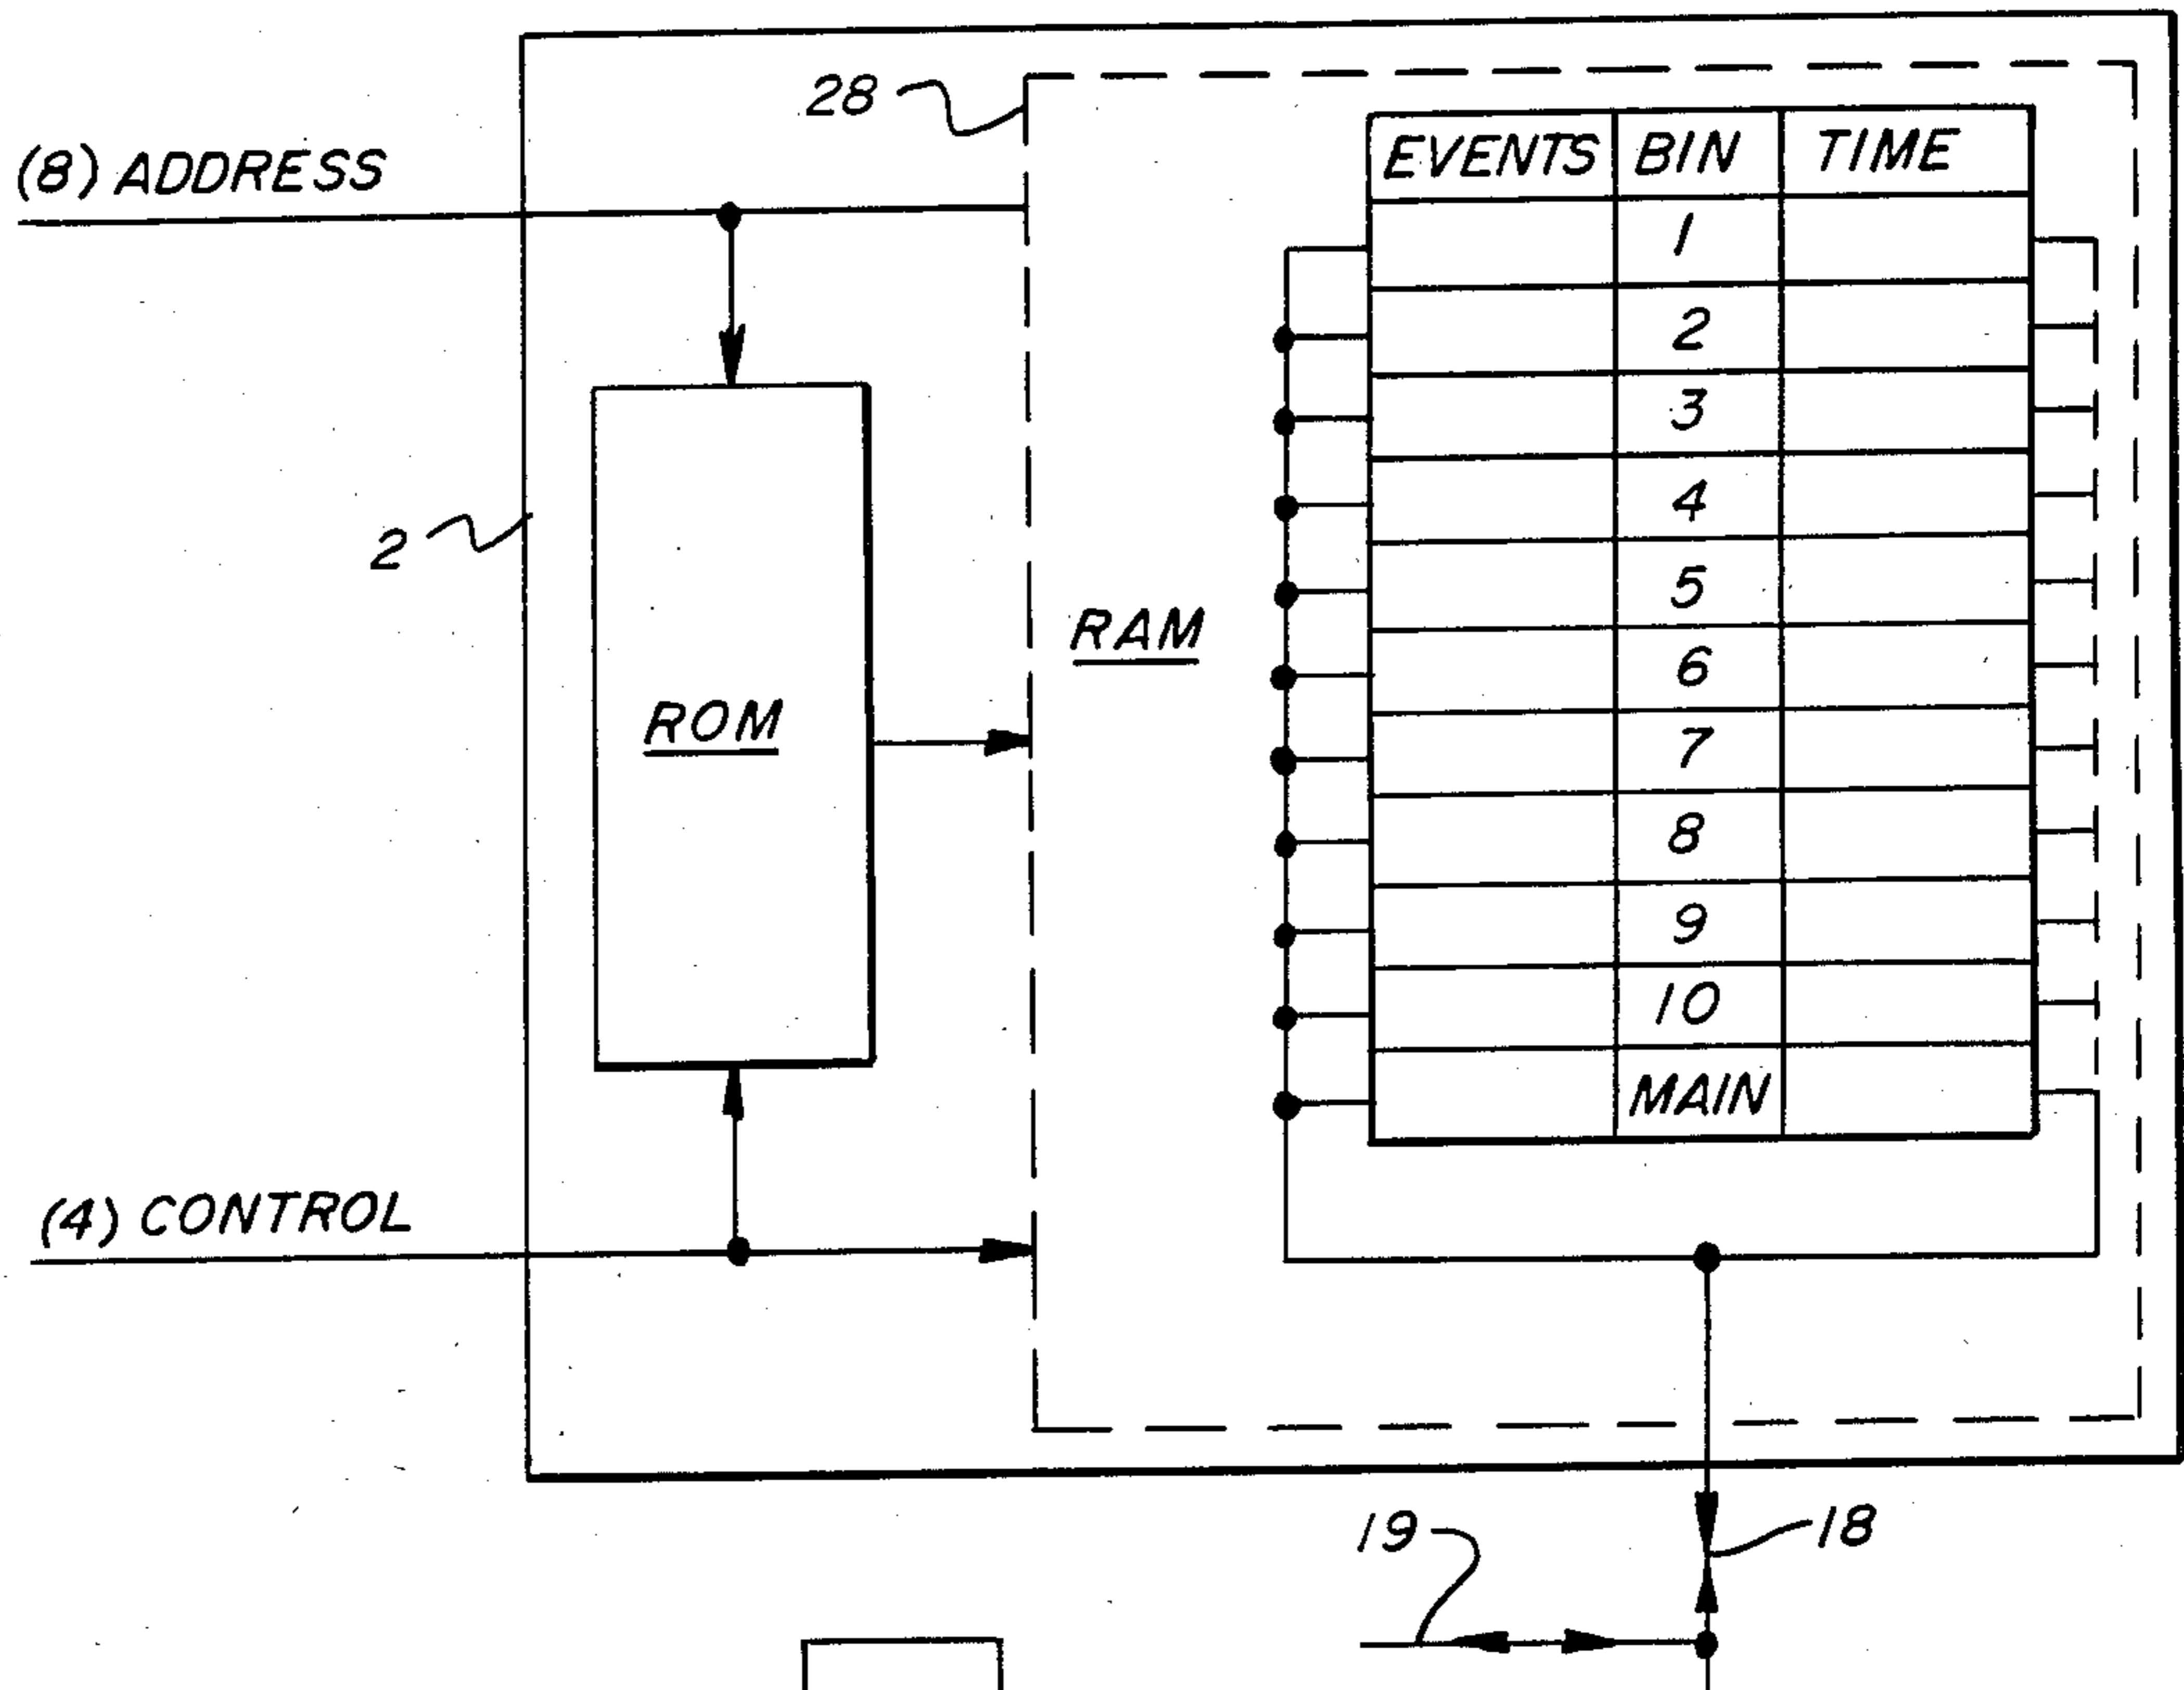 28
(8) ADDRESS
EVENTS BIN TIME
1
2
3
4
2
5
RAM
6
ROM
7
8
9
10
MAIN
(4) CONTROL
19
18